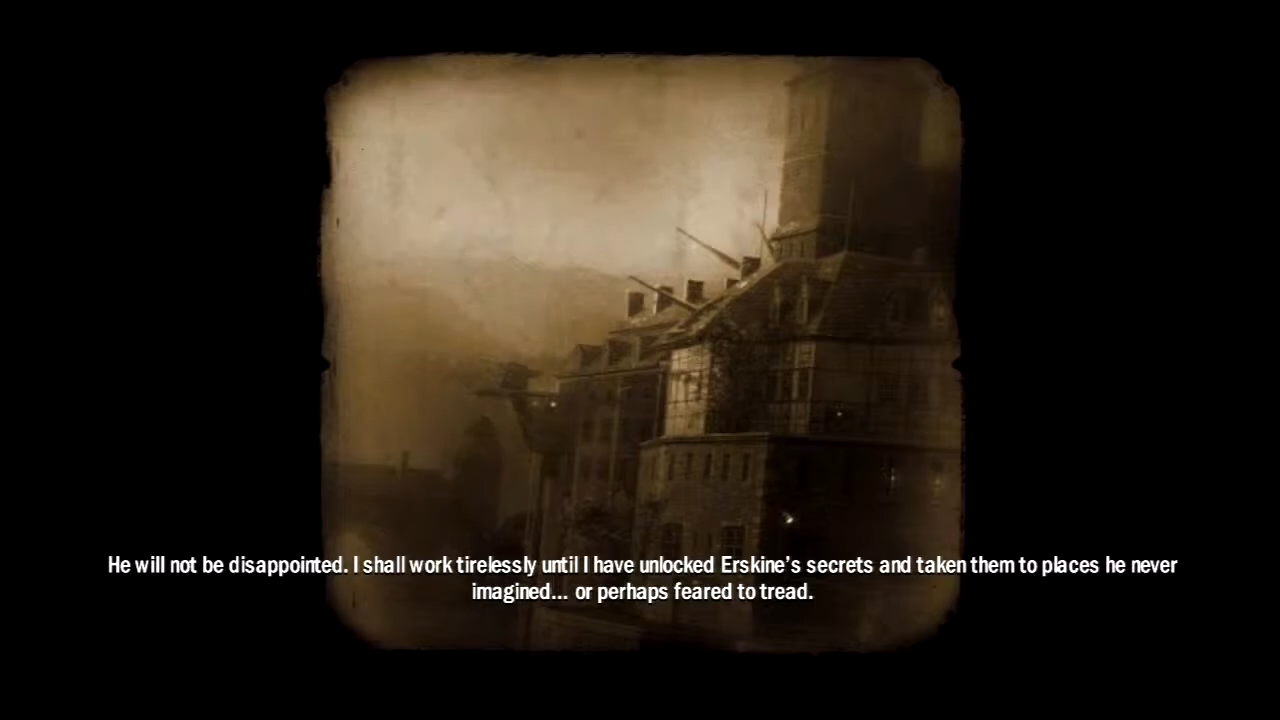 He will not be disappointed. I shall work tirelessly until I have unlocked Erskine's secrets and taken them to places he never
imagined... or perhaps feared to tread.